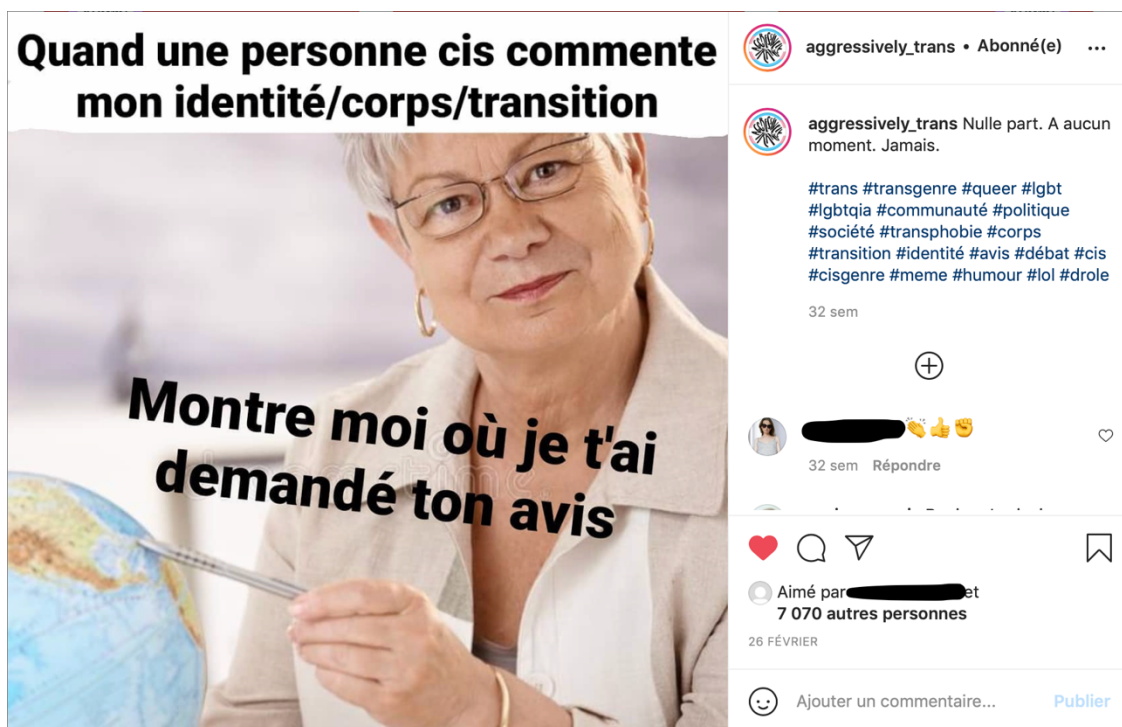 Quand une personne cis commente
mon identité/corps/transition
Montre moi où je t'ai
demandé ton avis
aggressively_trans • Abonné(e)
aggressively_trans Nulle part. A aucun
moment. Jamais.
#trans #transgenre #queer #lgbt
#lgbtqia #communauté #politique
#société #transphobie #corps
#transition #identité #avis #débat #cis
#cisgenre #meme #humour #lol #drole
32 sem
32 sem Répondre
Aimé par et
7 070 autres personnes
26 FÉVRIER
Ajouter un commentaire... Publier